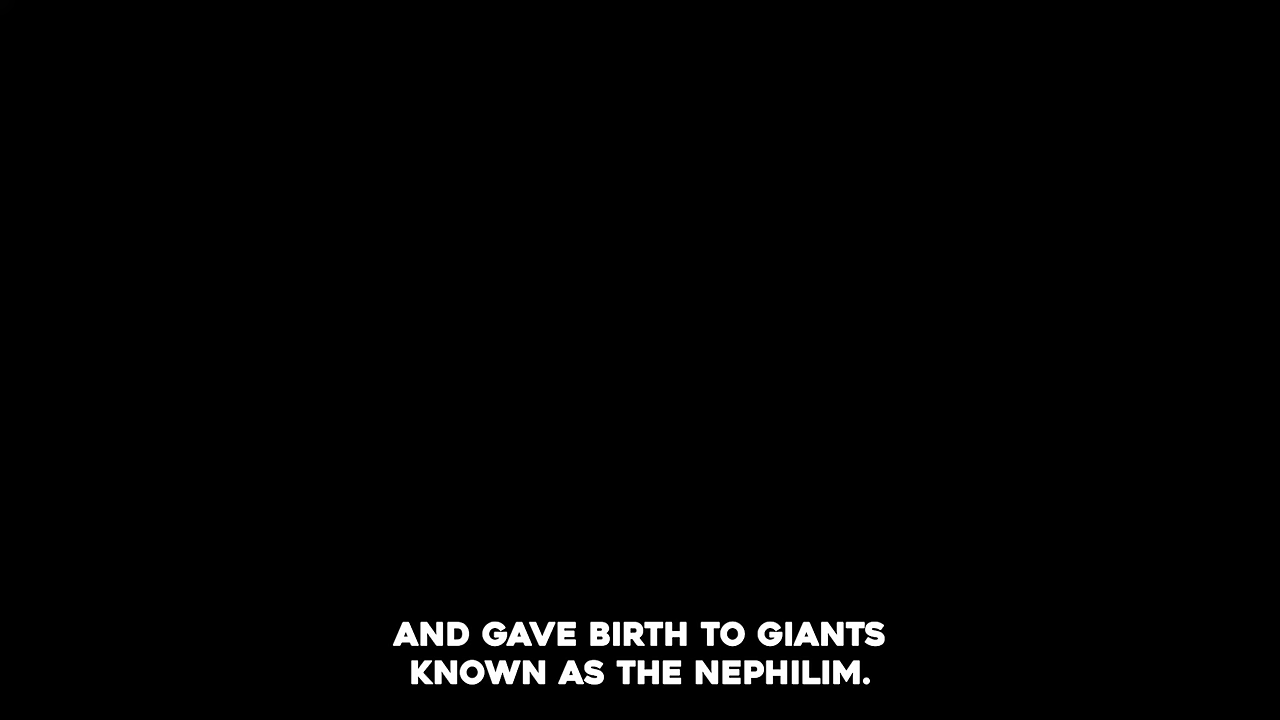 AND GAVE BIRTH TO GIANTS
KNOWN AS THE NEPHILIM.